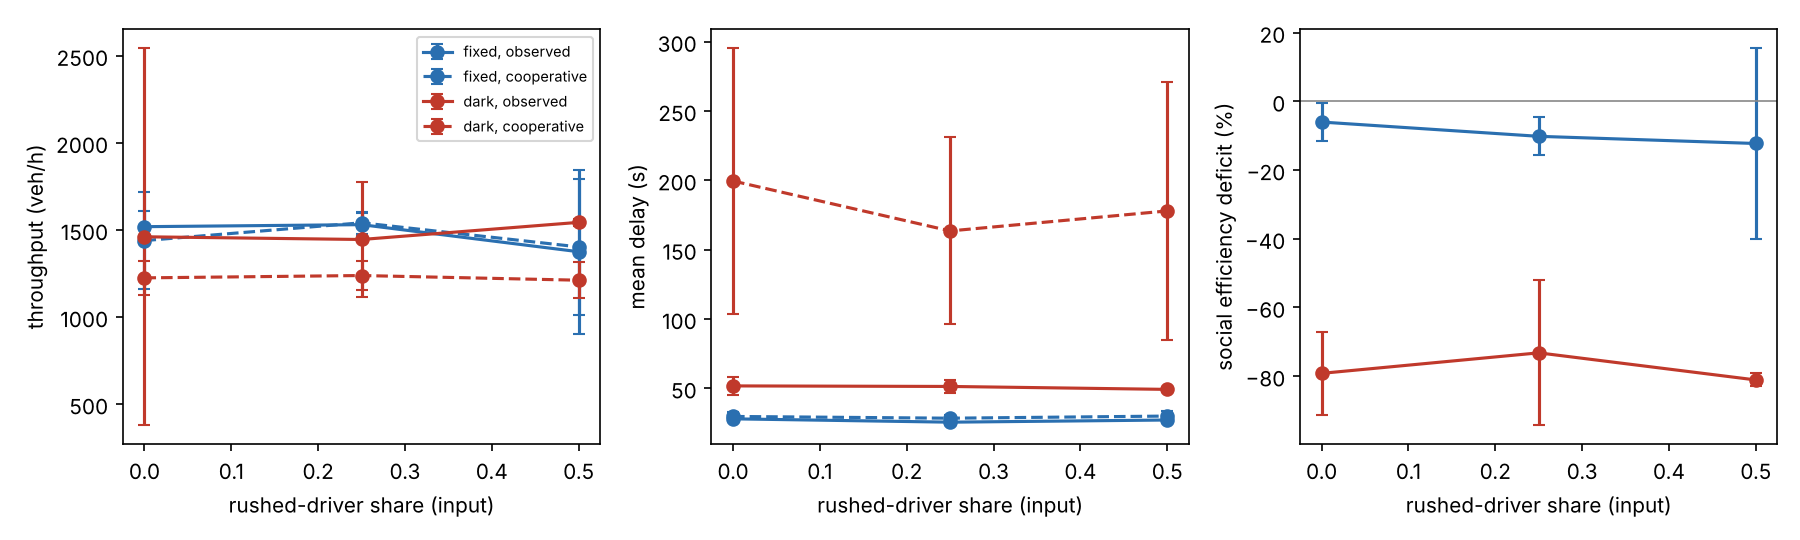 throughput (veh/h)
2500
2000
1500
1000
500
fixed, observed
fixed, cooperative
dark, observed
dark, cooperative
0.0 0.1 0.2 0.3 0.4 0.5
rushed-driver share (input)
mean delay (s)
300
250
200
150
100
50
0.0 0.1 0.2 0.3 0.4 0.5
rushed-driver share (input)
social efficiency deficit (%)
20
0
−20
−40
−60
−80
0.0 0.1 0.2 0.3 0.4 0.5
rushed-driver share (input)